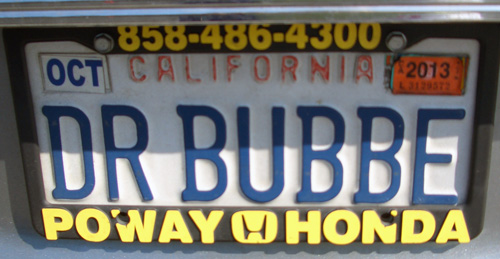 858-486-4300
OCT CALIFORNIA 2013
DR BUBBE
POWAY HONDA